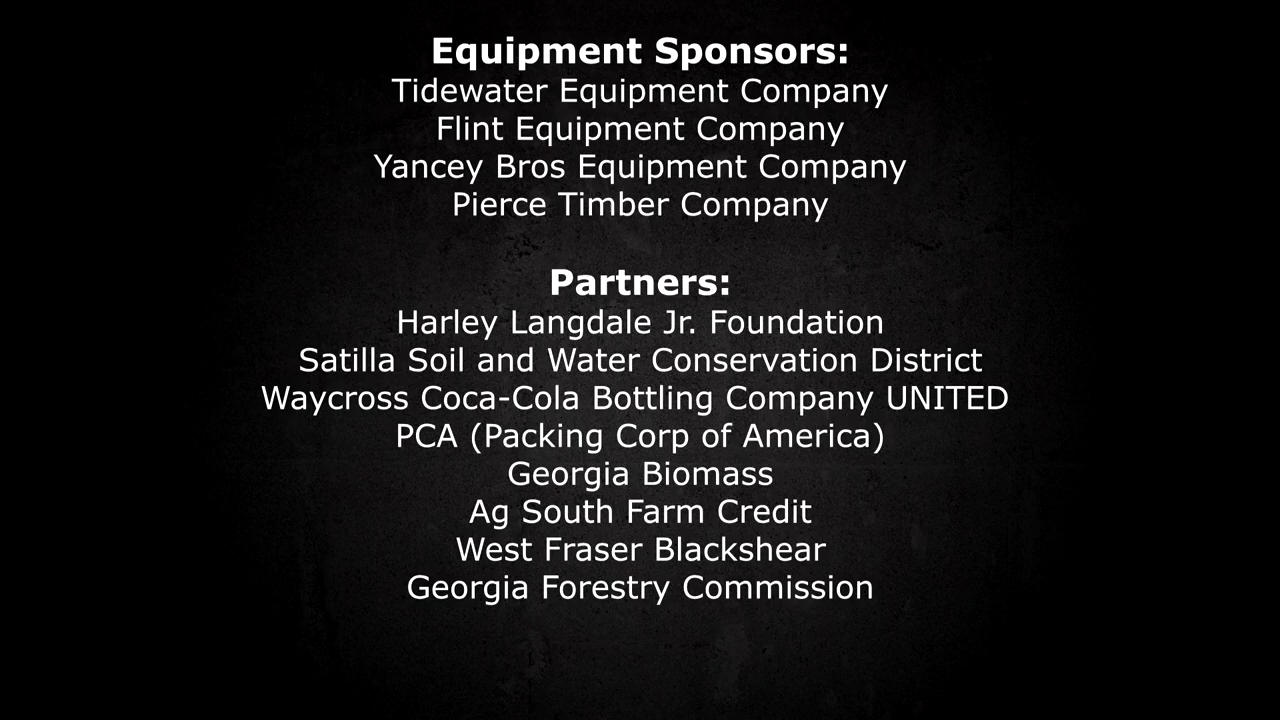 Equipment Sponsors:
Tidewater Equipment Company
Flint Equipment Company
Yancey Bros Equipment Company
Pierce Timber Company
Partners:
Harley Langdale Jr. Foundation
Satilla Soil and Water Conservation District
Waycross Coca-Cola Bottling Company UNITED
PCA (Packing Corp of America)
Georgia Biomass
Ag South Farm Credit
West Fraser Blackshear
Georgia Forestry Commission